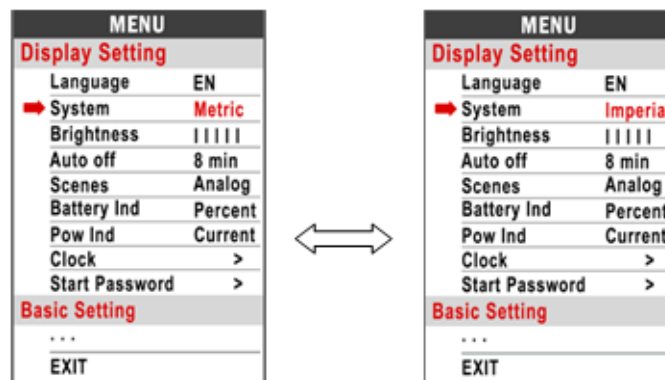 MENU
Display Setting
Language EN
System Metric
Brightness | | | | |
Auto off 8 min
Scenes Analog
Battery Ind Percent
Pow Ind Current
Clock >
Start Password >
Basic Setting
...
EXIT
MENU
Display Setting
Language EN
System Imperia
Brightness | | | | |
Auto off 8 min
Scenes Analog
Battery Ind Percent
Pow Ind Current
Clock >
Start Password >
Basic Setting
...
EXIT